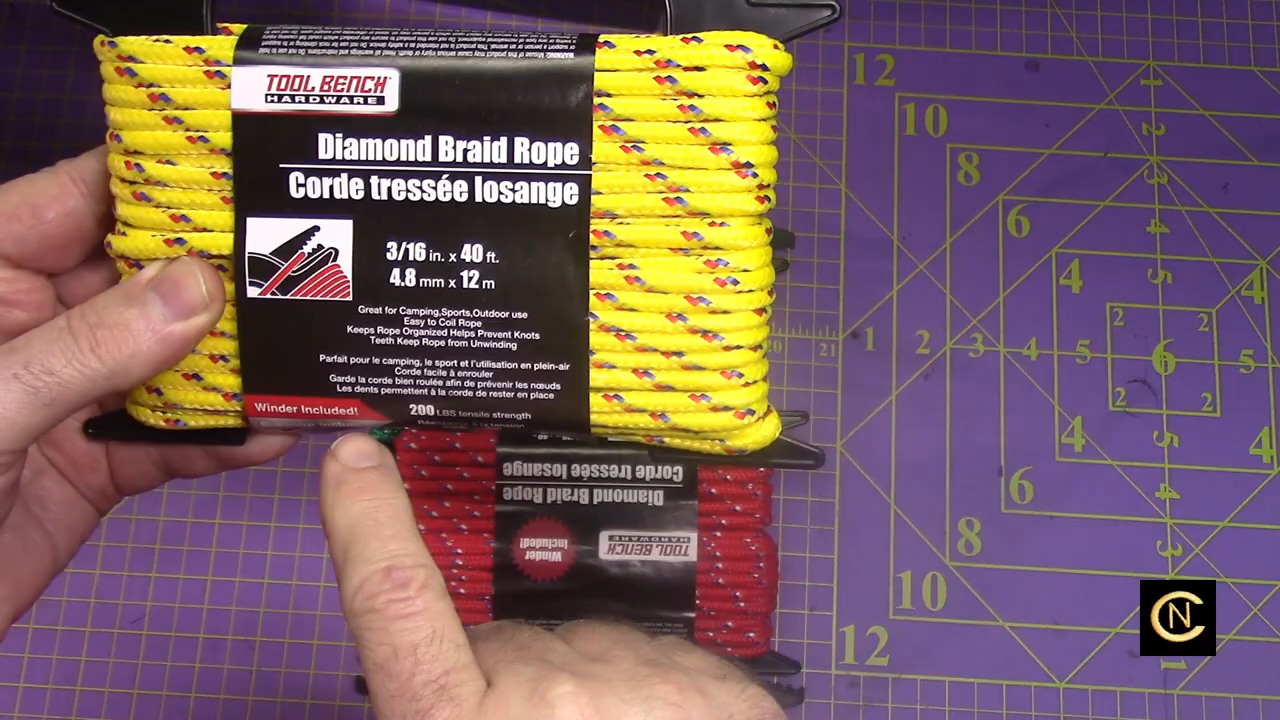 TOOL BENCH
HARDWARE
Diamond Braid Rope
Corde tressée losange
3/16 in. x 40 ft.
4.8 mm x 12 m
Great for Camping,Sports,Outdoor use
Easy to Coil Rope
Keeps Rope Organized Helps Prevent Knots
Teeth Keep Rope from Unwinding
Parfait pour le camping, le sport et l'utilisation en plein-air
Corde facile à enrouler
Garde la corde bien roulée afin de prévenir les nœuds
Les dents permettent à la corde de rester en place
Winder Included!
200 LBS tensile strength
Corde tressée losange
Diamond Braid Rope
Winder
Included!
TOOL BENCH
HARDWARE
12
10
8
6
4
2 2
1 2 3 4 5
20 21 1 2 3 4 5 6 5
4
2 2
4 4
6
8
10
12
5 4 3 1
NC